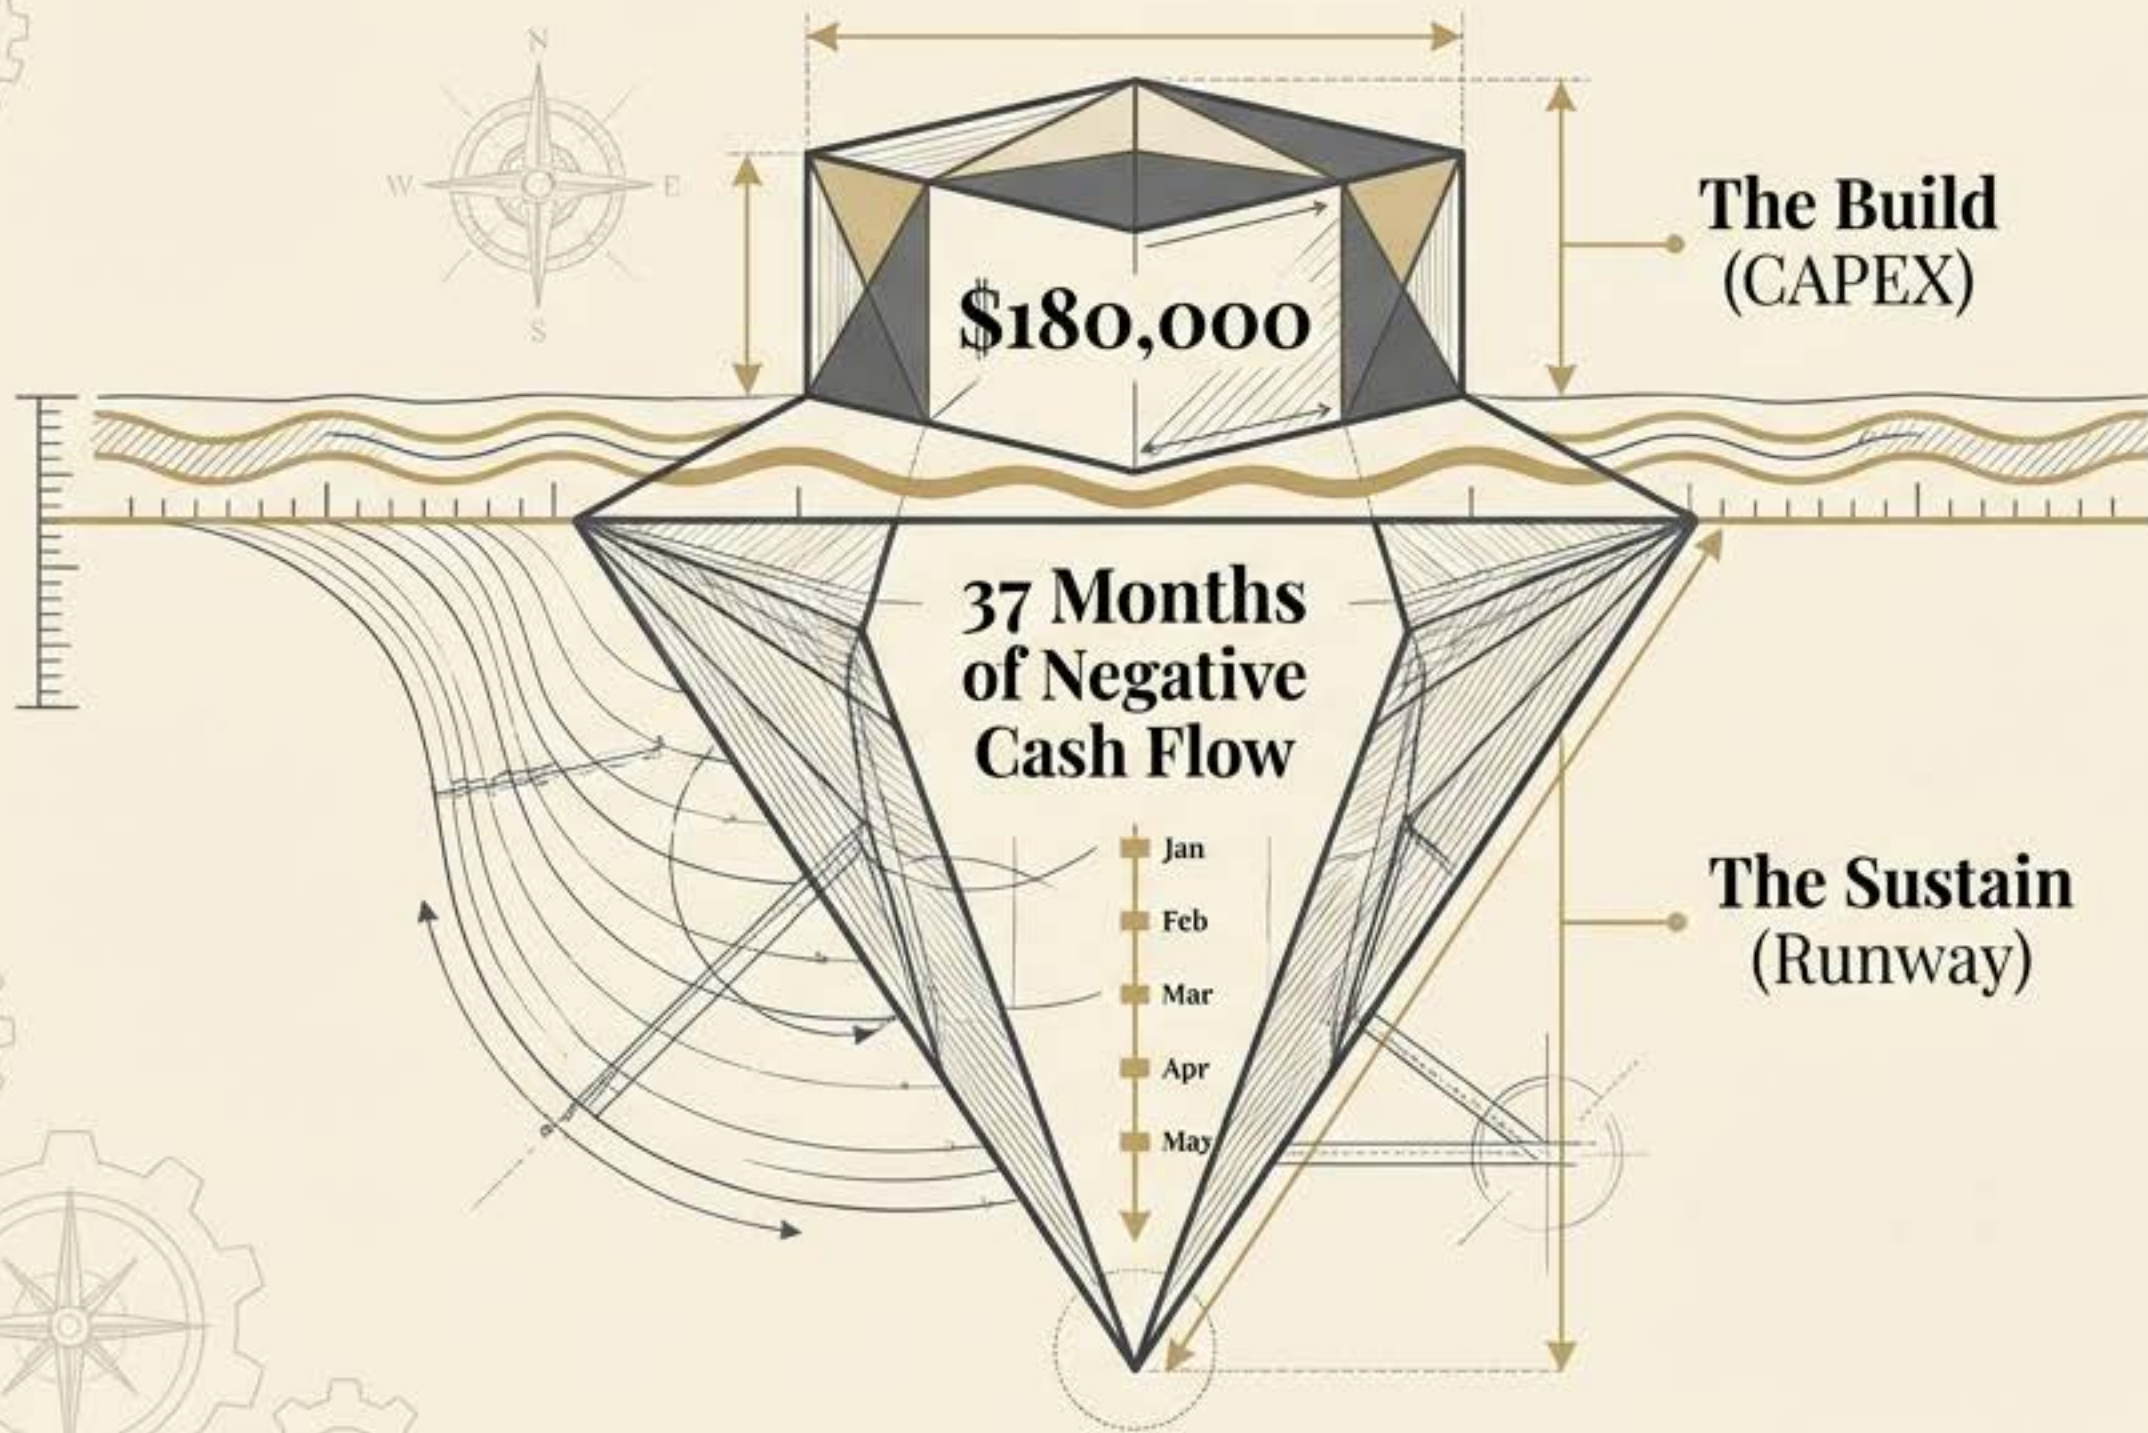 N
W
E
S
The Build
(CAPEX)
$180,000
37 Months
of Negative
Cash Flow
Jan
Feb
Mar
Apr
May
The Sustain
(Runway)